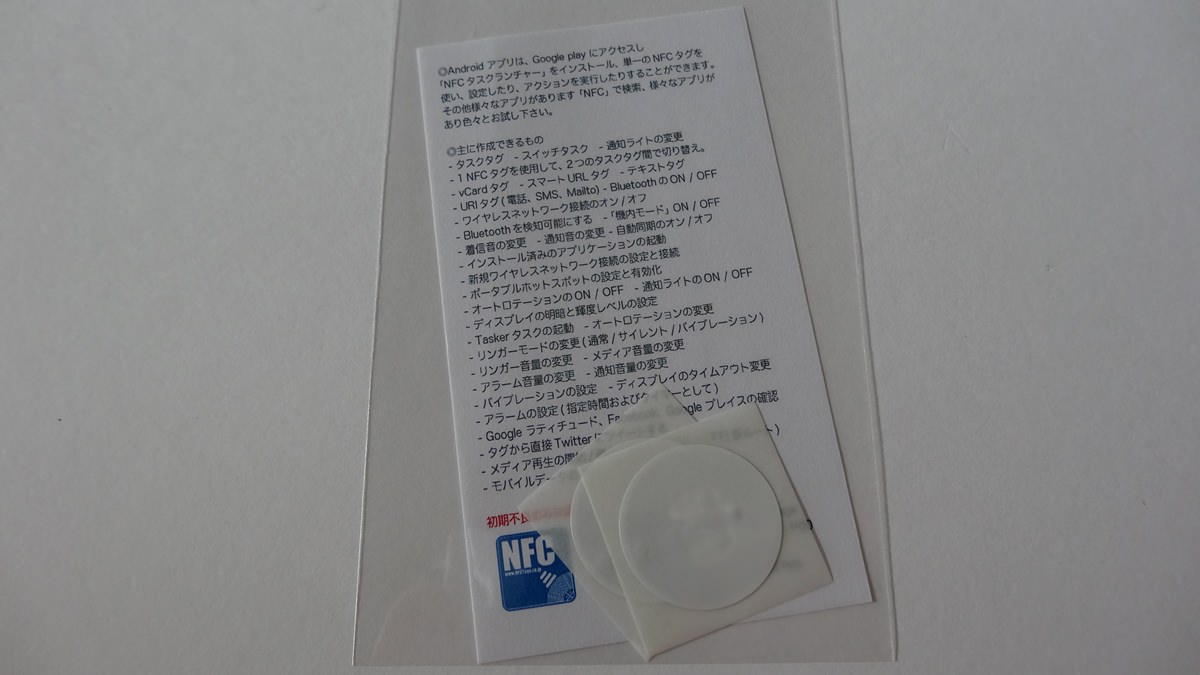 ◎Android アプリは、Google play にアクセスし
「NFC タスクランチャー」をインストール、単一の NFC タグを
使い、設定したり、アクションを実行したりすることができます。
その他様々なアプリがあります「NFC」で検索、様々なアプリが
あり色々とお試し下さい。
◎主に作成できるもの
- タスクタグ - スイッチタスク - 通知ライトの変更
- 1 NFC タグを使用して、2 つのタスクタグ間で切り替え。
- vCard タグ - スマート URL タグ - テキストタグ
- URI タグ ( 電話、SMS、Mailto) - Bluetooth の ON / OFF
- ワイヤレスネットワーク接続のオン / オフ
- Bluetooth を検知可能にする - 「機内モード」ON / OFF
- 着信音の変更 - 通知音の変更 - 自動同期のオン / オフ
- インストール済みのアプリケーションの起動
- 新規ワイヤレスネットワーク接続の設定と接続
- ポータブルホットスポットの設定と有効化
- オートロテーションの ON / OFF - 通知ライトの ON / OFF
- ディスプレイの明暗と輝度レベルの設定
- Tasker タスクの起動 - オートロテーションの変更
- リンガーモードの変更 ( 通常 / サイレント / バイブレーション )
- リンガー音量の変更 - メディア音量の変更
- アラーム音量の変更 - 通知音量の変更
- バイブレーションの設定 - ディスプレイのタイムアウト変更
- アラームの設定 ( 指定時間および として )
- Google ラティチュード、 Google プレイスの確認
- タグから直接 Twitter に
- メディア再生の
- モバイルデー
初期不
NFC